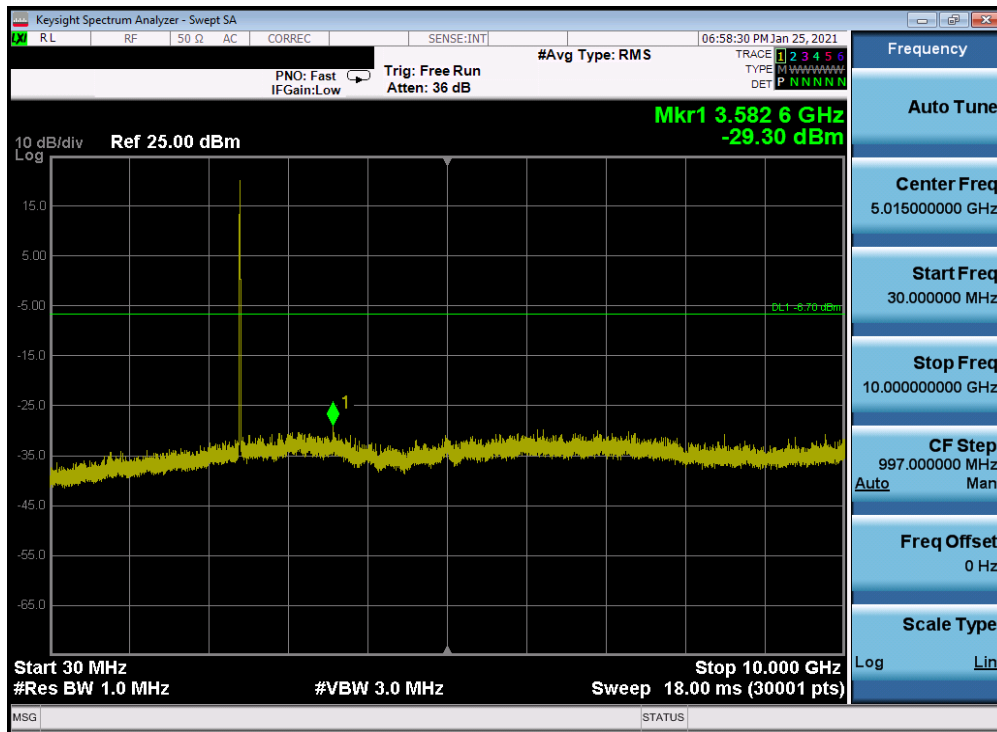 Keysight Spectrum Analyzer - Swept SA
LXI RL RF 50 Ω AC CORREC SENSE:INT 06:58:30 PM Jan 25, 2021
#Avg Type: RMS
TRACE 1 2 3 4 5 6
TYPE M W W W W W
DET P N N N N N
PNO: Fast
IFGain:Low
Trig: Free Run
Atten: 36 dB
Mkr1 3.582 6 GHz
-29.30 dBm
10 dB/div
Log
Ref 25.00 dBm
15.0
5.00
-5.00
DL1 -6.70 dBm
-15.0
-25.0
1
-35.0
-45.0
-55.0
-65.0
Start 30 MHz
Stop 10.000 GHz
#Res BW 1.0 MHz
#VBW 3.0 MHz
Sweep 18.00 ms (30001 pts)
MSG
STATUS
Frequency
Auto Tune
Center Freq
5.015000000 GHz
Start Freq
30.000000 MHz
Stop Freq
10.000000000 GHz
CF Step
997.000000 MHz
Auto Man
Freq Offset
0 Hz
Scale Type
Log Lin